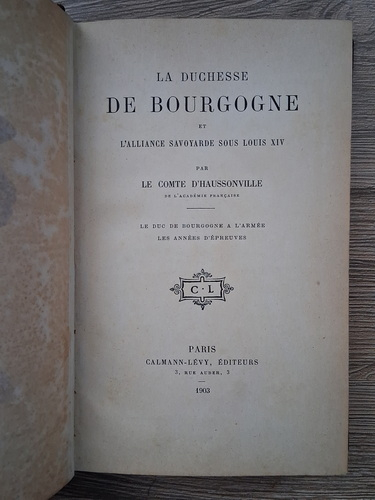 LA DUCHESSE
DE BOURGOGNE
ET
L'ALLIANCE SAVOYARDE SOUS LOUIS XIV
PAR
LE COMTE D'HAUSSONVILLE
DE L'ACADÉMIE FRANÇAISE
LE DUC DE BOURGOGNE A L'ARMÉE
LES ANNÉES D'ÉPREUVES
C · L
PARIS
CALMANN-LÉVY, ÉDITEURS
3, RUE AUBER, 3
1903